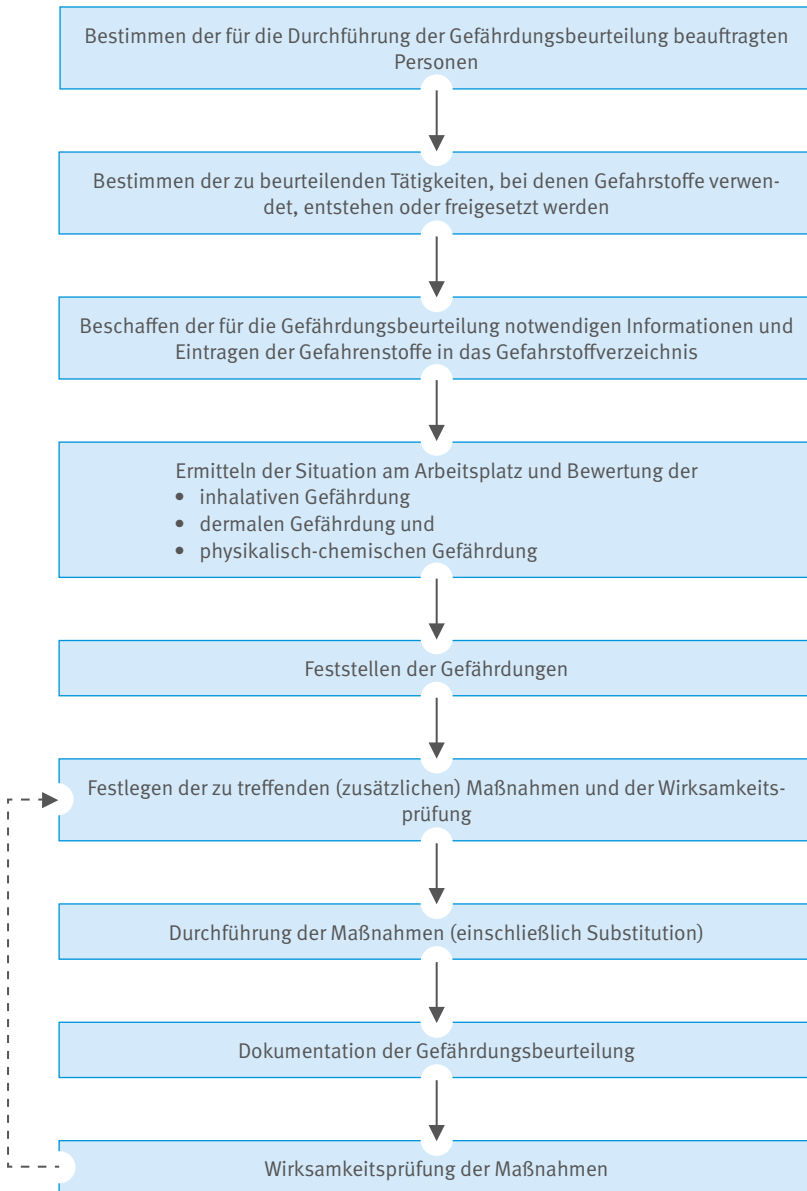 Bestimmen der für die Durchführung der Gefährdungsbeurteilung beauftragten
Personen
Bestimmen der zu beurteilenden Tätigkeiten, bei denen Gefahrstoffe verwen-
det, entstehen oder freigesetzt werden
Beschaffen der für die Gefährdungsbeurteilung notwendigen Informationen und
Eintragen der Gefahrenstoffe in das Gefahrstoffverzeichnis
Ermitteln der Situation am Arbeitsplatz und Bewertung der
• inhalativen Gefährdung
• dermalen Gefährdung und
• physikalisch-chemischen Gefährdung
Feststellen der Gefährdungen
Festlegen der zu treffenden (zusätzlichen) Maßnahmen und der Wirksamkeits-
prüfung
Durchführung der Maßnahmen (einschließlich Substitution)
Dokumentation der Gefährdungsbeurteilung
Wirksamkeitsprüfung der Maßnahmen